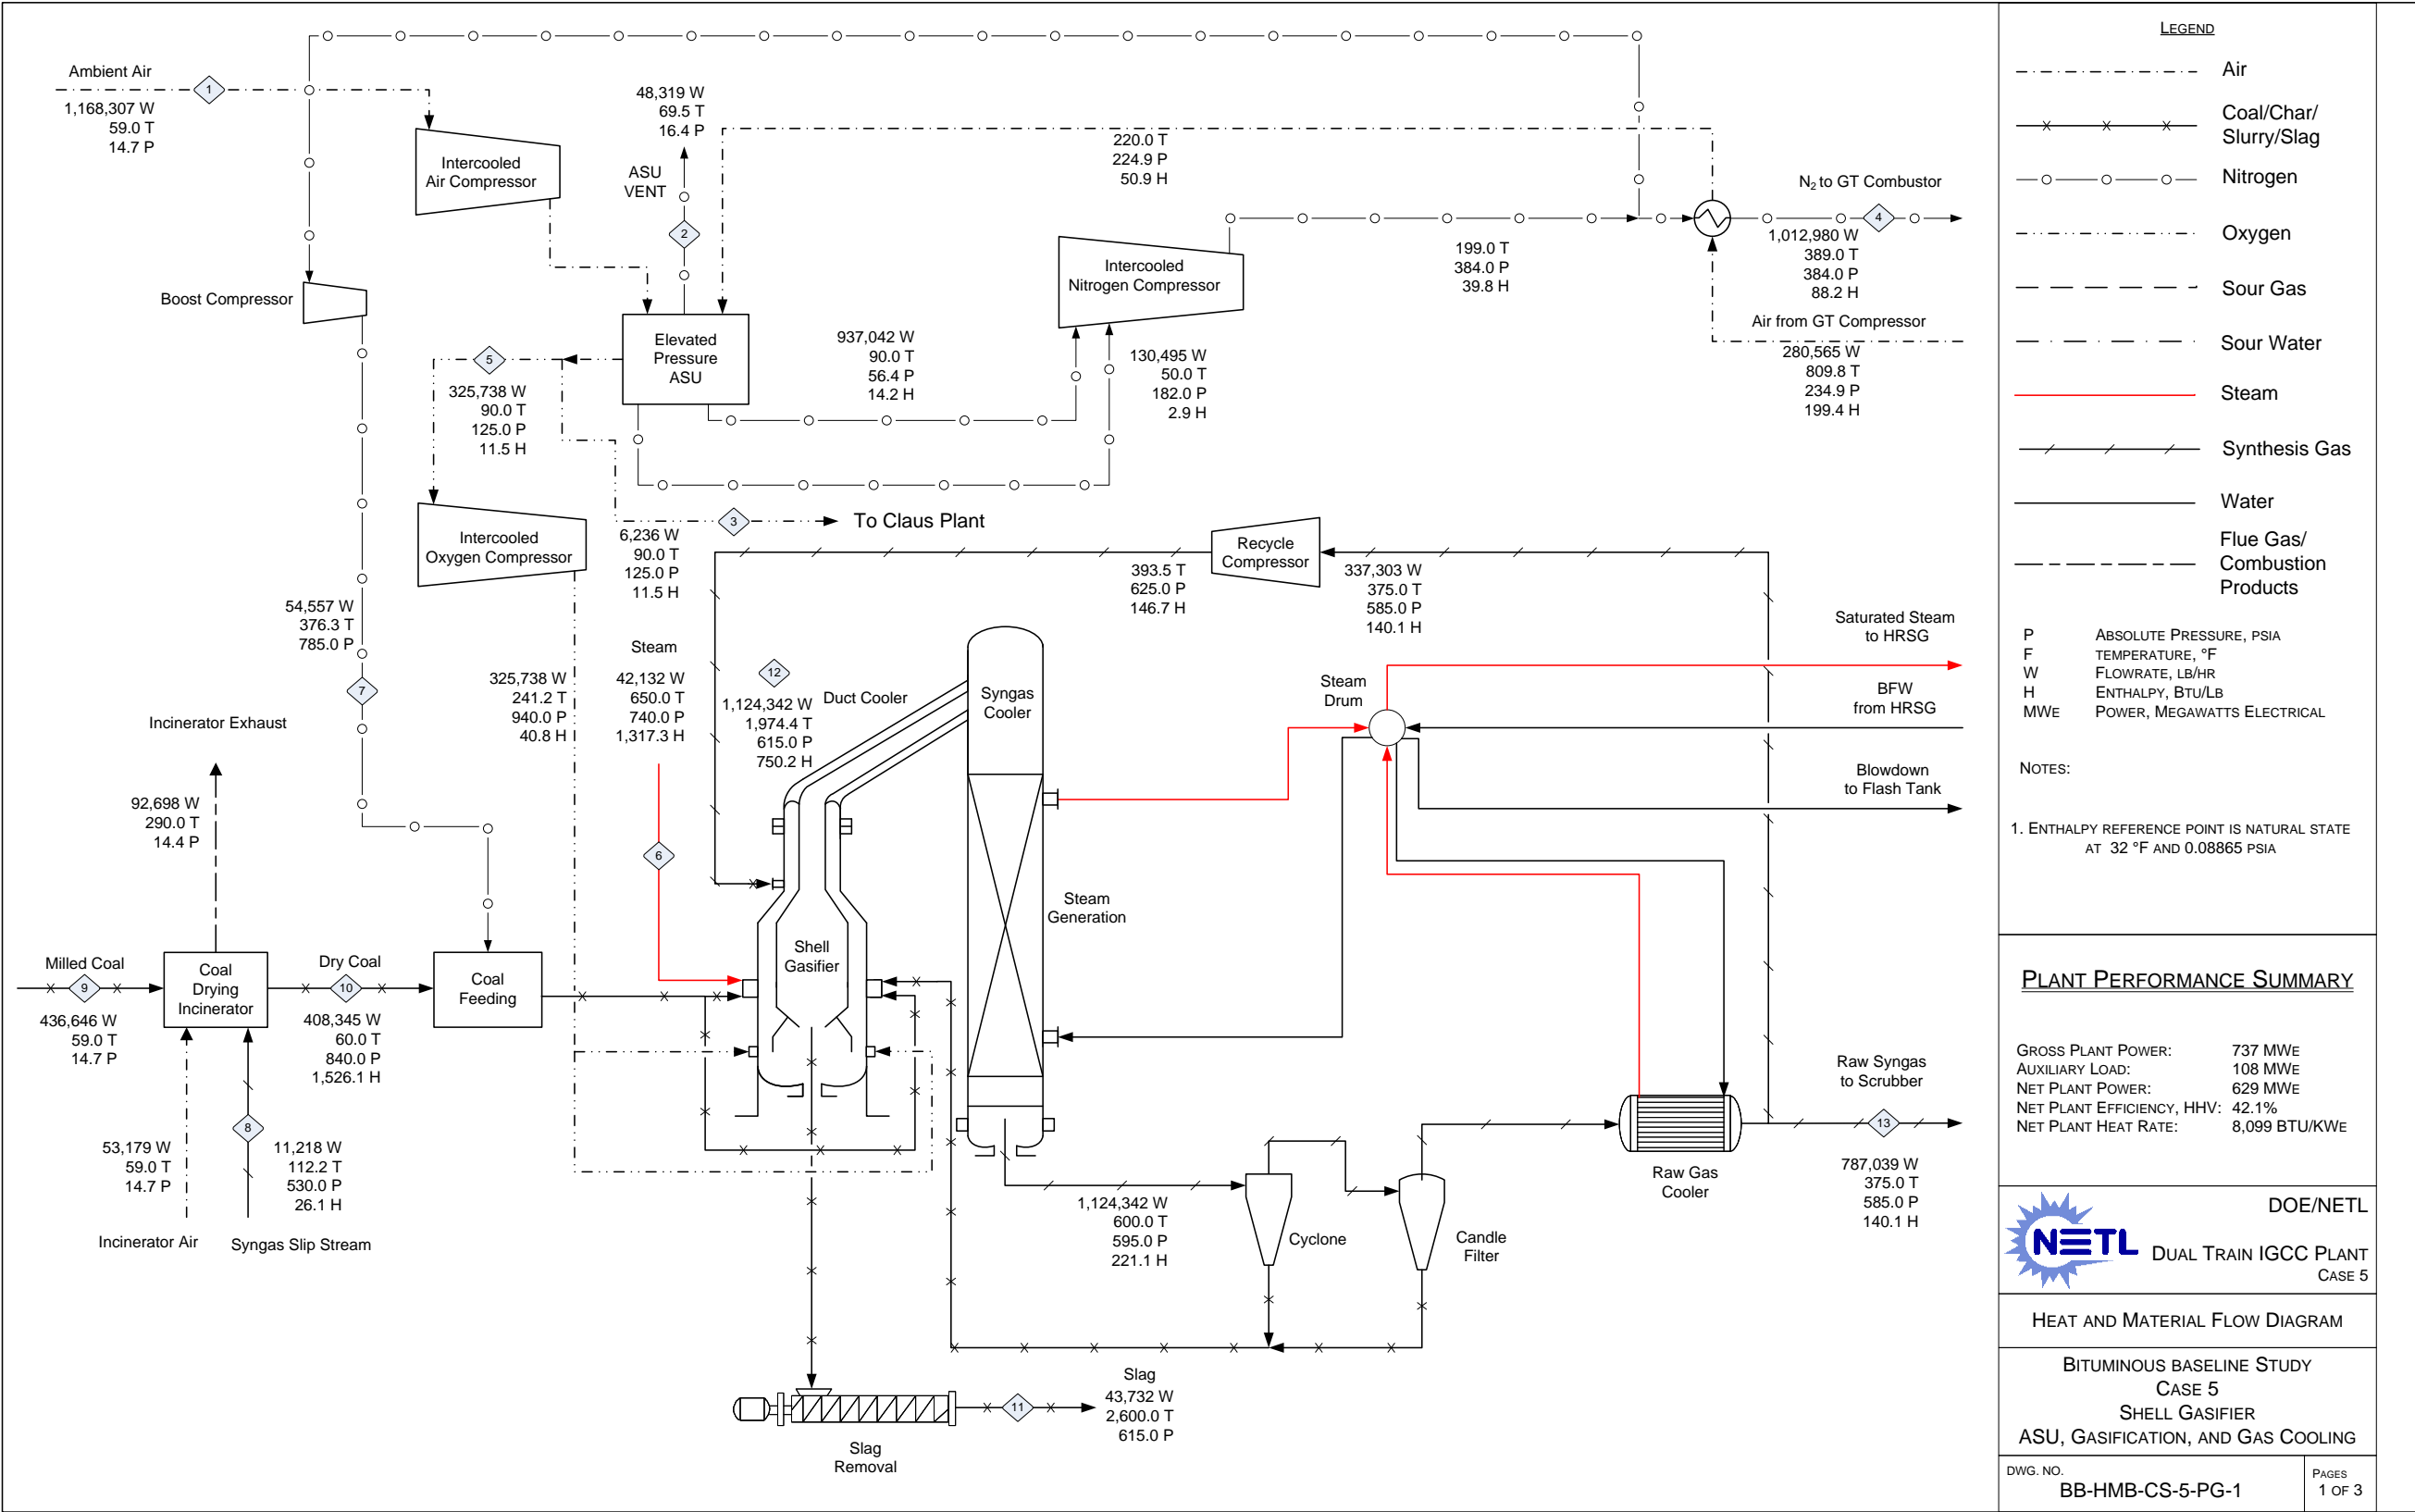 Ambient Air
1
1,168,307 W
59.0 T
14.7 P
Intercooled
Air Compressor
48,319 W
69.5 T
16.4 P
ASU
VENT
2
220.0 T
224.9 P
50.9 H
N2 to GT Combustor
4
1,012,980 W
389.0 T
384.0 P
88.2 H
199.0 T
384.0 P
39.8 H
Intercooled
Nitrogen Compressor
Air from GT Compressor
280,565 W
809.8 T
234.9 P
199.4 H
Boost Compressor
Elevated
Pressure
ASU
937,042 W
90.0 T
56.4 P
14.2 H
130,495 W
50.0 T
182.0 P
2.9 H
5
325,738 W
90.0 T
125.0 P
11.5 H
3
To Claus Plant
6,236 W
90.0 T
125.0 P
11.5 H
Intercooled
Oxygen Compressor
Recycle
Compressor
393.5 T
625.0 P
146.7 H
337,303 W
375.0 T
585.0 P
140.1 H
54,557 W
376.3 T
785.0 P
7
325,738 W
241.2 T
940.0 P
40.8 H
Steam
42,132 W
650.0 T
740.0 P
1,317.3 H
6
12
1,124,342 W
1,974.4 T
615.0 P
750.2 H
Duct Cooler
Syngas
Cooler
Steam
Drum
Saturated Steam
to HRSG
BFW
from HRSG
Blowdown
to Flash Tank
Incinerator Exhaust
92,698 W
290.0 T
14.4 P
Steam
Generation
Shell
Gasifier
Milled Coal
9
436,646 W
59.0 T
14.7 P
Coal
Drying
Incinerator
Dry Coal
10
408,345 W
60.0 T
840.0 P
1,526.1 H
Coal
Feeding
53,179 W
59.0 T
14.7 P
Incinerator Air
8
11,218 W
112.2 T
530.0 P
26.1 H
Syngas Slip Stream
1,124,342 W
600.0 T
595.0 P
221.1 H
Cyclone
Candle
Filter
Raw Gas
Cooler
Raw Syngas
to Scrubber
13
787,039 W
375.0 T
585.0 P
140.1 H
Slag
11
43,732 W
2,600.0 T
615.0 P
Slag
Removal
LEGEND
Air
Coal/Char/
Slurry/Slag
Nitrogen
Oxygen
Sour Gas
Sour Water
Steam
Synthesis Gas
Water
Flue Gas/
Combustion
Products
P ABSOLUTE PRESSURE, PSIA
F TEMPERATURE, °F
W FLOWRATE, LB/HR
H ENTHALPY, BTU/LB
MWE POWER, MEGAWATTS ELECTRICAL
NOTES:
1. ENTHALPY REFERENCE POINT IS NATURAL STATE
AT 32 °F AND 0.08865 PSIA
PLANT PERFORMANCE SUMMARY
GROSS PLANT POWER: 737 MWE
AUXILIARY LOAD: 108 MWE
NET PLANT POWER: 629 MWE
NET PLANT EFFICIENCY, HHV: 42.1%
NET PLANT HEAT RATE: 8,099 BTU/KWE
NETL
DOE/NETL
DUAL TRAIN IGCC PLANT
CASE 5
HEAT AND MATERIAL FLOW DIAGRAM
BITUMINOUS BASELINE STUDY
CASE 5
SHELL GASIFIER
ASU, GASIFICATION, AND GAS COOLING
DWG. NO.
BB-HMB-CS-5-PG-1
PAGES
1 OF 3